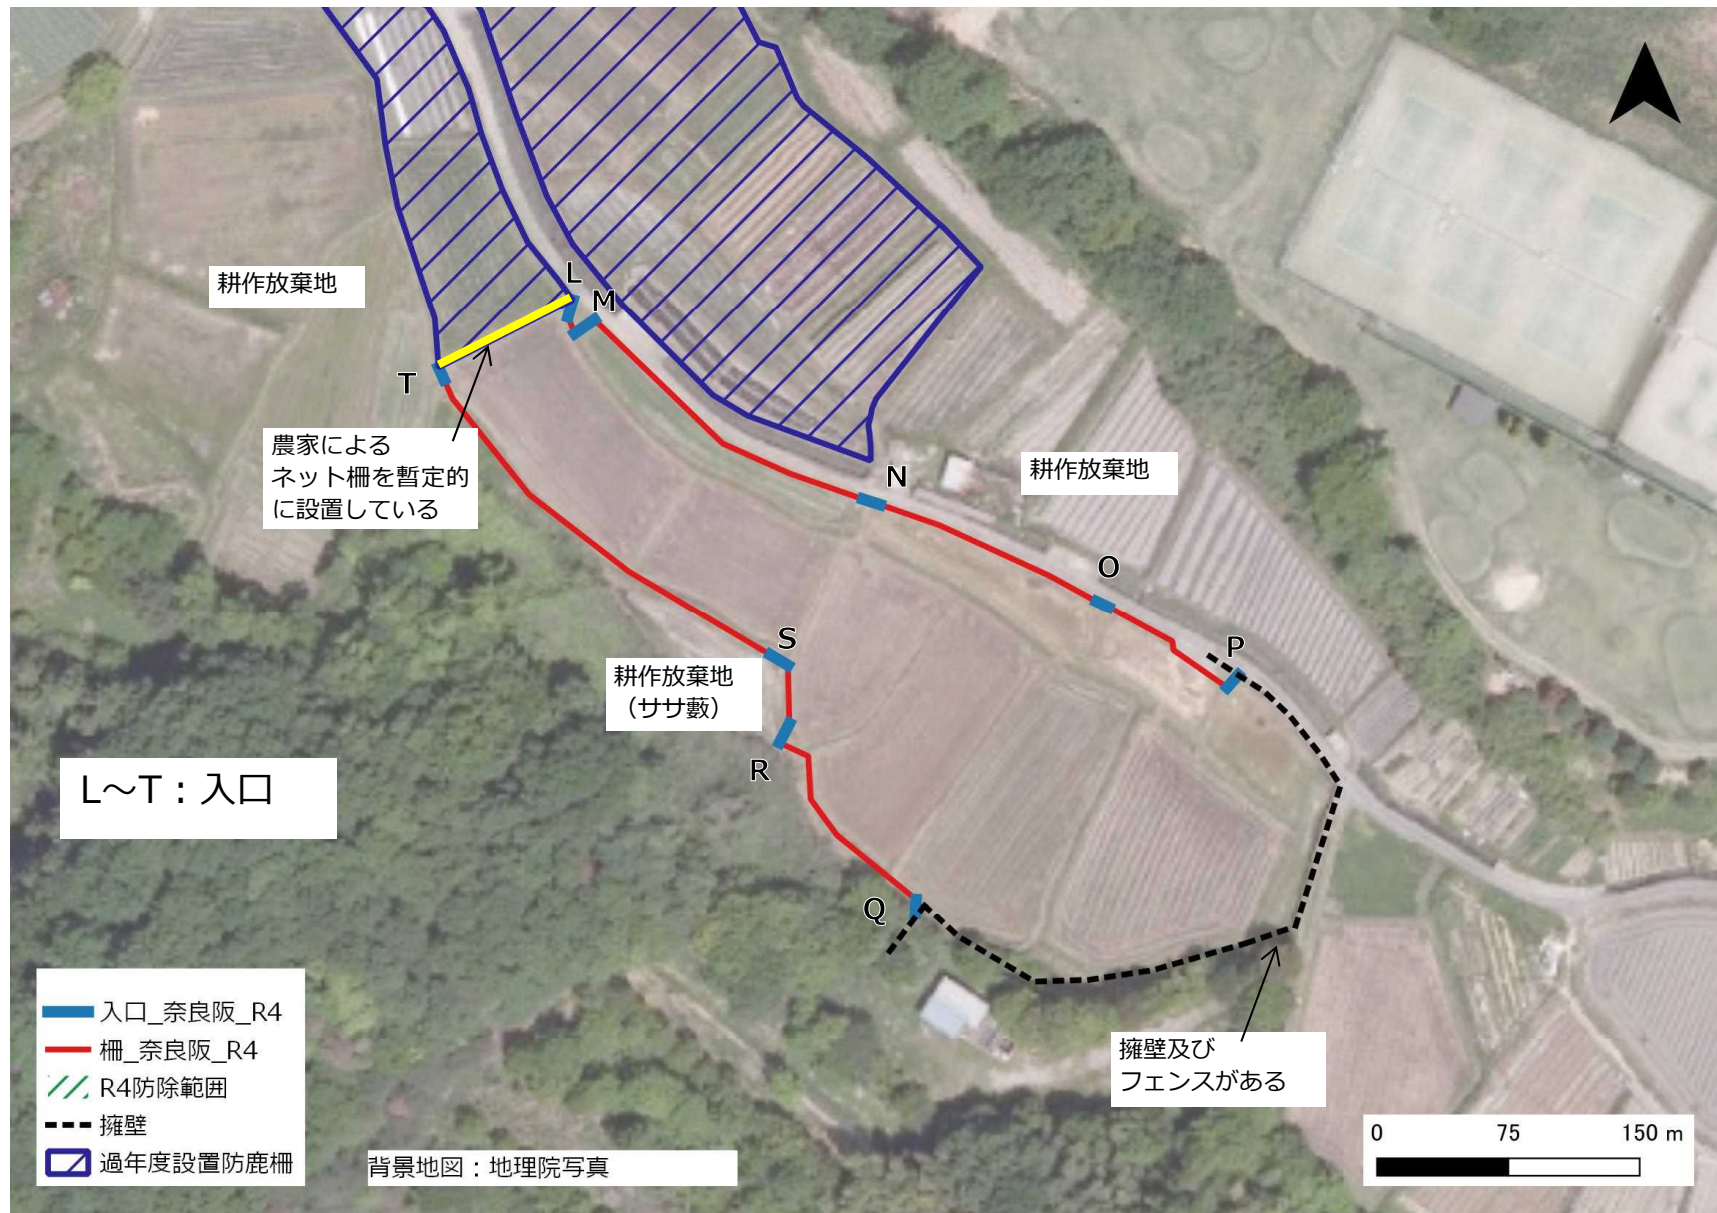 耕作放棄地
L
M
T
農家による
ネット柵を暫定的
に設置している
N
耕作放棄地
O
P
S
耕作放棄地
（ササ藪）
R
L～T：入口
Q
擁壁及び
フェンスがある
入口_奈良阪_R4
柵_奈良阪_R4
R4防除範囲
擁壁
過年度設置防鹿柵
背景地図：地理院写真
0 75 150 m